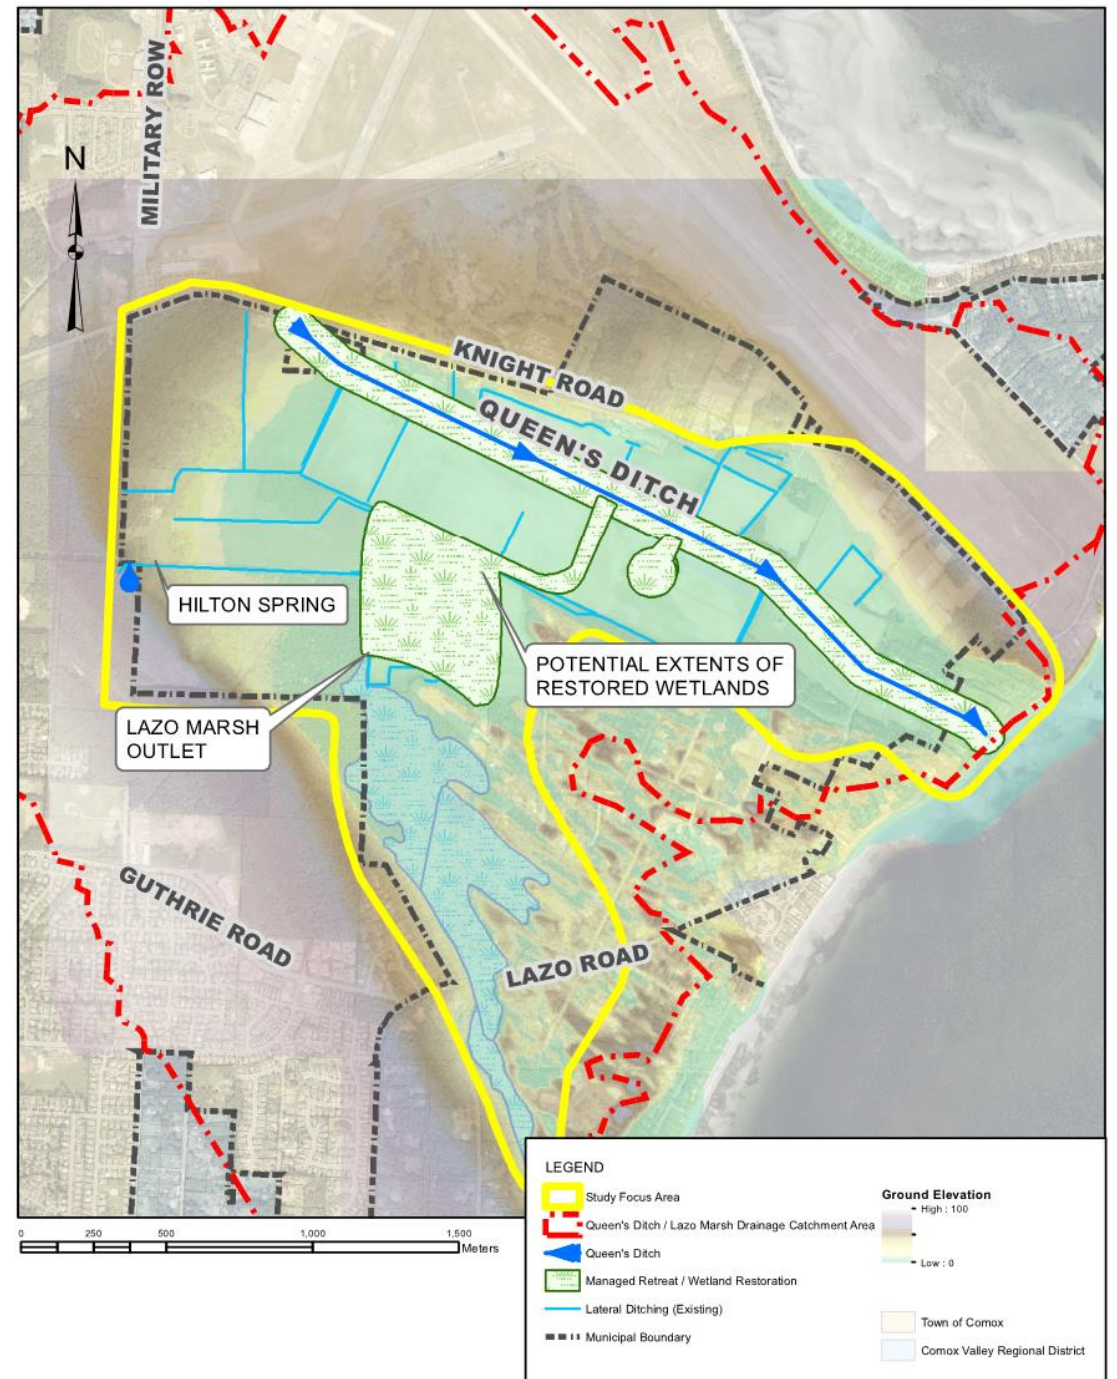 MILITARY ROW
N
KNIGHT ROAD
QUEEN'S DITCH
HILTON SPRING
POTENTIAL EXTENTS OF
RESTORED WETLANDS
LAZO MARSH
OUTLET
GUTHRIE ROAD
LAZO ROAD
0 250 500 1,000 1,500
Meters
LEGEND
Study Focus Area
Queen's Ditch / Lazo Marsh Drainage Catchment Area
Queen's Ditch
Managed Retreat / Wetland Restoration
Lateral Ditching (Existing)
Municipal Boundary
Ground Elevation
High : 100
Low : 0
Town of Comox
Comox Valley Regional District